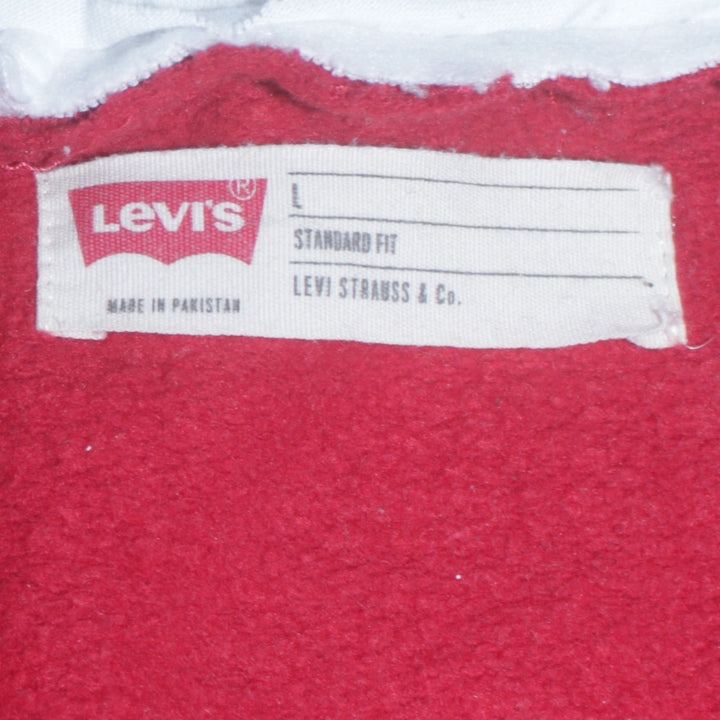 LEVI'S ®
MADE IN PAKISTAN
L
STANDARD FIT
LEVI STRAUSS & Co.